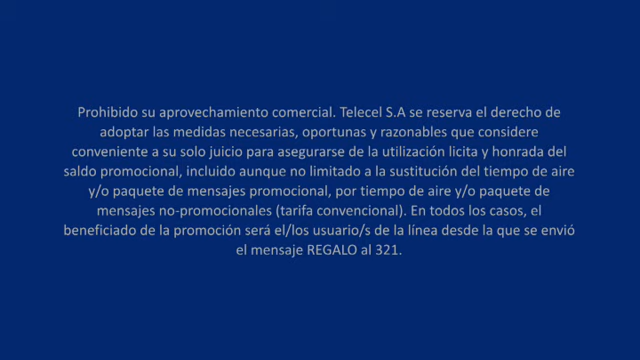 Prohibido su aprovechamiento comercial. Telecel S.A se reserva el derecho de
adoptar las medidas necesarias, oportunas y razonables que considere
conveniente a su solo juicio para asegurarse de la utilización licita y honrada del
saldo promocional, incluido aunque no limitado a la sustitución del tiempo de aire
y/o paquete de mensajes promocional, por tiempo de aire y/o paquete de
mensajes no-promocionales (tarifa convencional). En todos los casos, el
beneficiado de la promoción será el/los usuario/s de la línea desde la que se envió
el mensaje REGALO al 321.